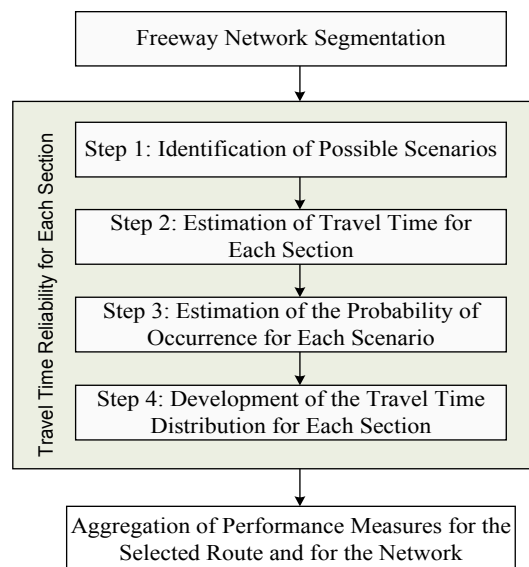 Freeway Network Segmentation
Travel Time Reliability for Each Section
Step 1: Identification of Possible Scenarios
Step 2: Estimation of Travel Time for
Each Section
Step 3: Estimation of the Probability of
Occurrence for Each Scenario
Step 4: Development of the Travel Time
Distribution for Each Section
Aggregation of Performance Measures for the
Selected Route and for the Network